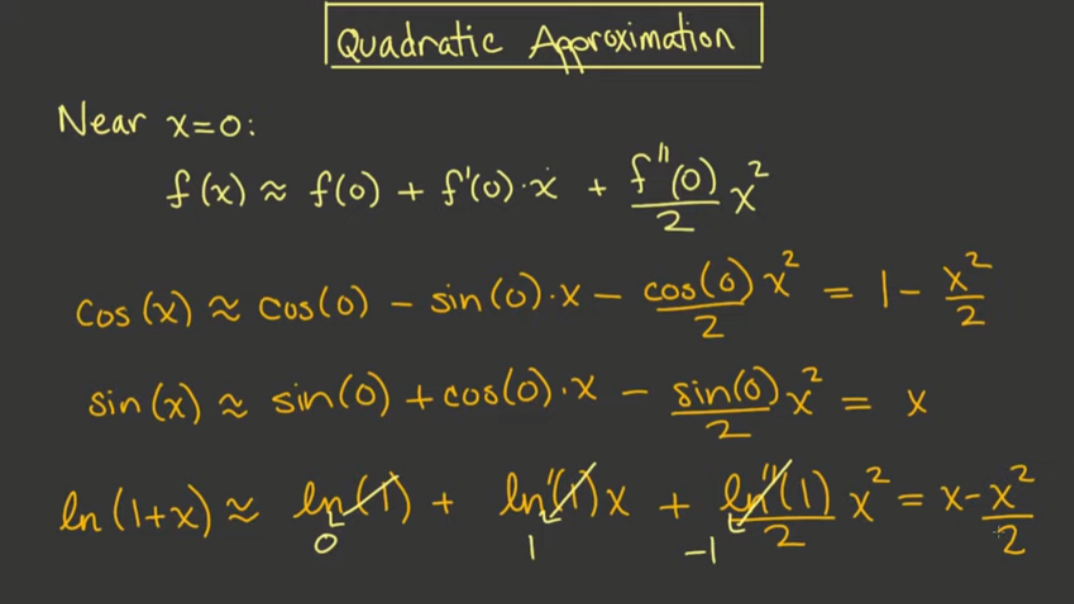 Quadratic Approximation
Near x=0:
f(x) ≈ f(0) + f'(0)·x + f''(0)/2 x²
cos(x) ≈ cos(0) − sin(0)·x − cos(0)/2 x² = 1 − x²/2
sin(x) ≈ sin(0) + cos(0)·x − sin(0)/2 x² = x
ln(1+x) ≈ ln(1) + ln'(1)x + ln''(1)/2 x² = x − x²/2
0 1 −1